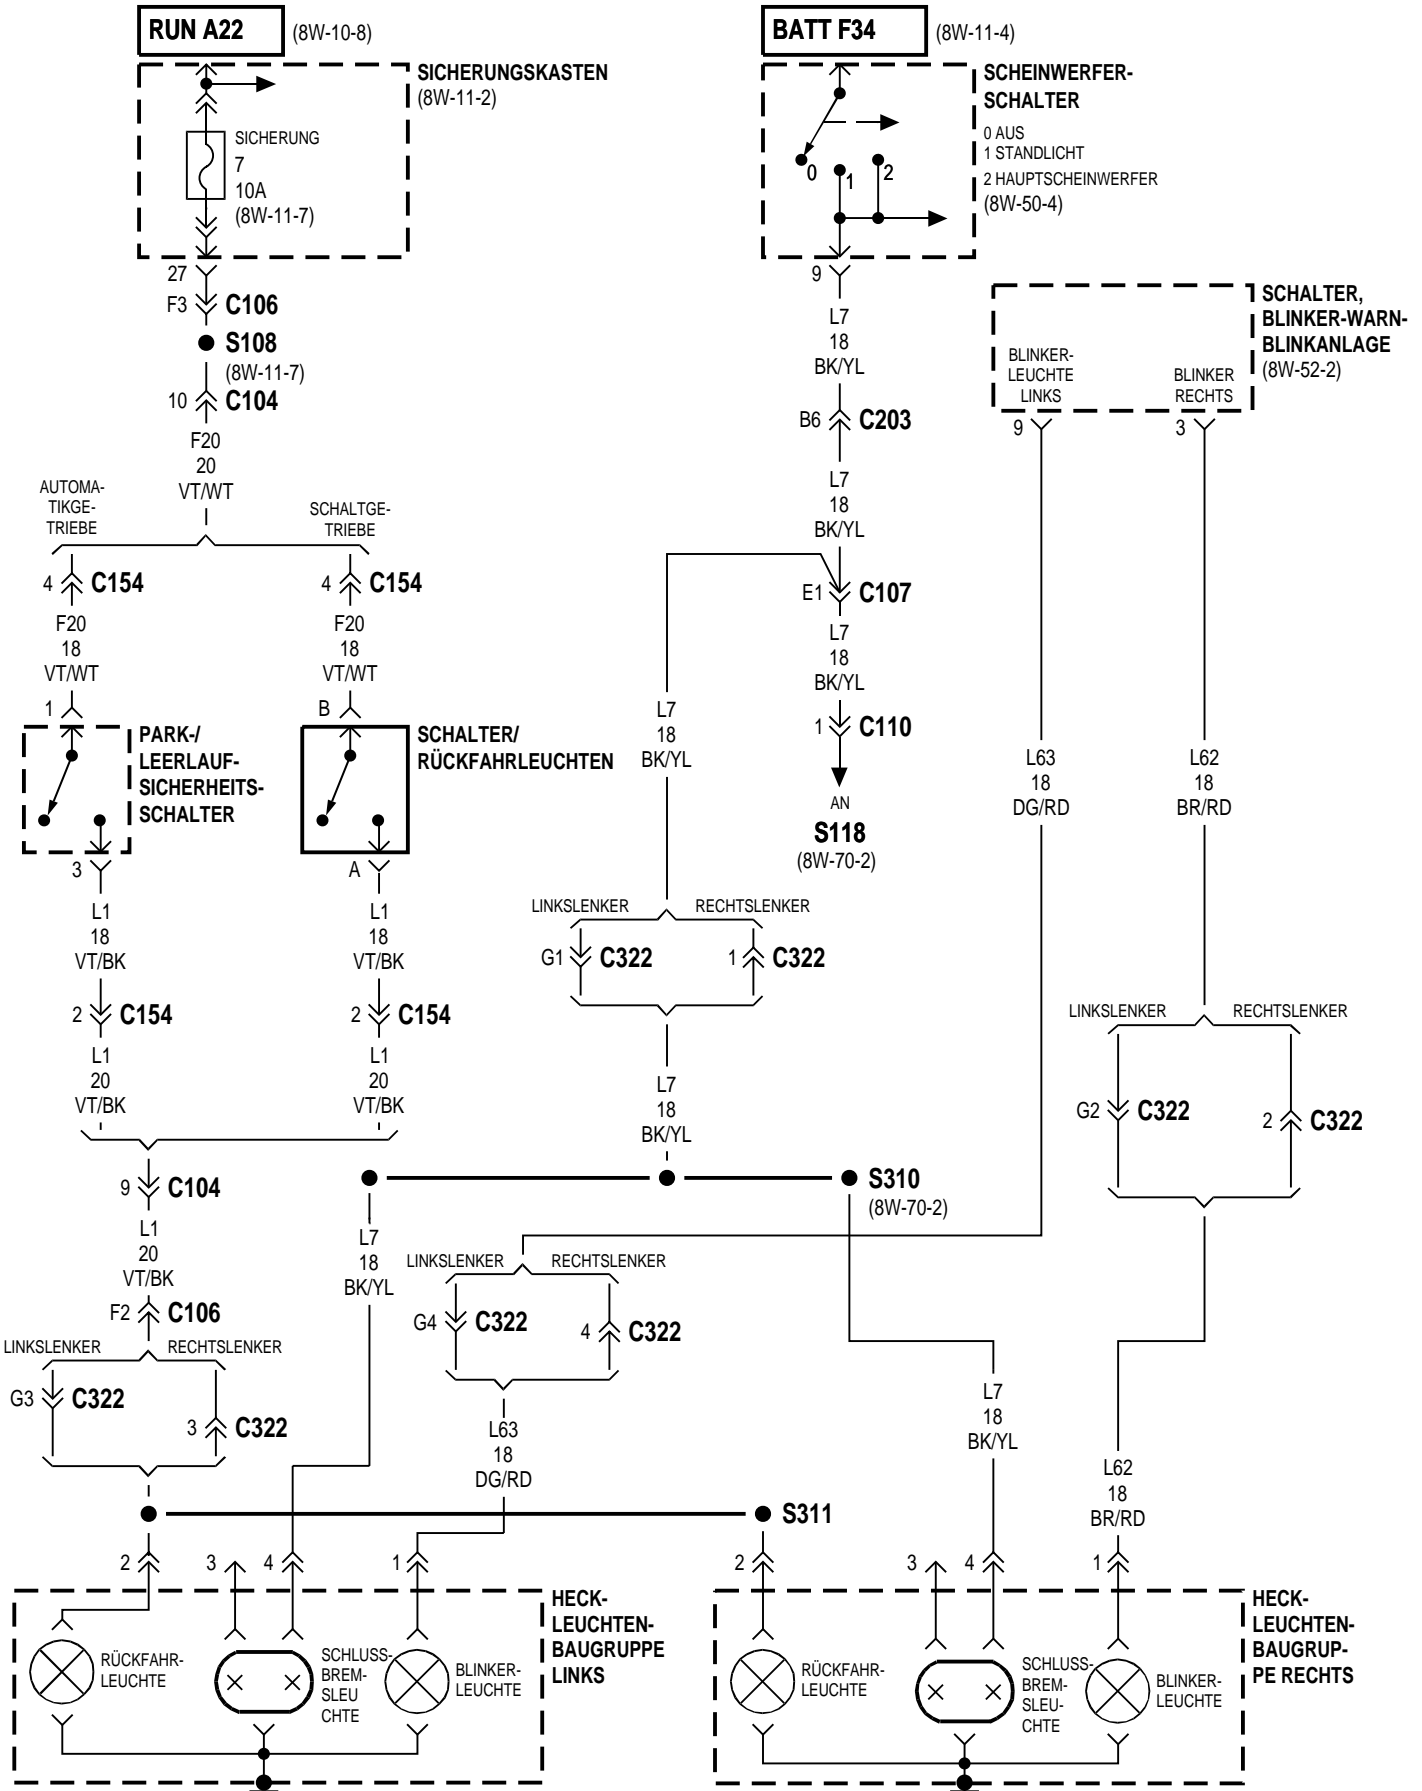 RUN A22
(8W-10-8)
BATT F34
(8W-11-4)
SICHERUNGSKASTEN
(8W-11-2)
SICHERUNG
7
10A
(8W-11-7)
SCHEINWERFER-
SCHALTER
0 AUS
1 STANDLICHT
2 HAUPTSCHEINWERFER
(8W-50-4)
0
1
2
27
F3
C106
S108
(8W-11-7)
10
C104
F20
20
VT/WT
9
L7
18
BK/YL
B6
C203
L7
18
BK/YL
SCHALTER,
BLINKER-WARN-
BLINKANLAGE
(8W-52-2)
BLINKER-
LEUCHTE
LINKS
BLINKER
RECHTS
9
3
AUTOMA-
TIKGE-
TRIEBE
SCHALTGE-
TRIEBE
4
C154
4
C154
F20
18
VT/WT
F20
18
VT/WT
1
B
E1
C107
L7
18
BK/YL
1
C110
AN
S118
(8W-70-2)
L7
18
BK/YL
L63
18
DG/RD
L62
18
BR/RD
PARK-/
LEERLAUF-
SICHERHEITS-
SCHALTER
SCHALTER/
RÜCKFAHRLEUCHTEN
3
A
L1
18
VT/BK
L1
18
VT/BK
2
C154
2
C154
L1
20
VT/BK
L1
20
VT/BK
LINKSLENKER
RECHTSLENKER
G1
C322
1
C322
L7
18
BK/YL
LINKSLENKER
RECHTSLENKER
G2
C322
2
C322
9
C104
L1
20
VT/BK
F2
C106
S310
(8W-70-2)
L7
18
BK/YL
LINKSLENKER
RECHTSLENKER
G4
C322
4
C322
LINKSLENKER
RECHTSLENKER
G3
C322
3
C322
L63
18
DG/RD
L7
18
BK/YL
L62
18
BR/RD
S311
2
3
4
1
2
3
4
1
HECK-
LEUCHTEN-
BAUGRUPPE
LINKS
RÜCKFAHR-
LEUCHTE
SCHLUSS-
BREM-
SLEU
CHTE
BLINKER-
LEUCHTE
HECK-
LEUCHTEN-
BAUGRUP-
PE RECHTS
RÜCKFAHR-
LEUCHTE
SCHLUSS-
BREM-
SLEU-
CHTE
BLINKER-
LEUCHTE